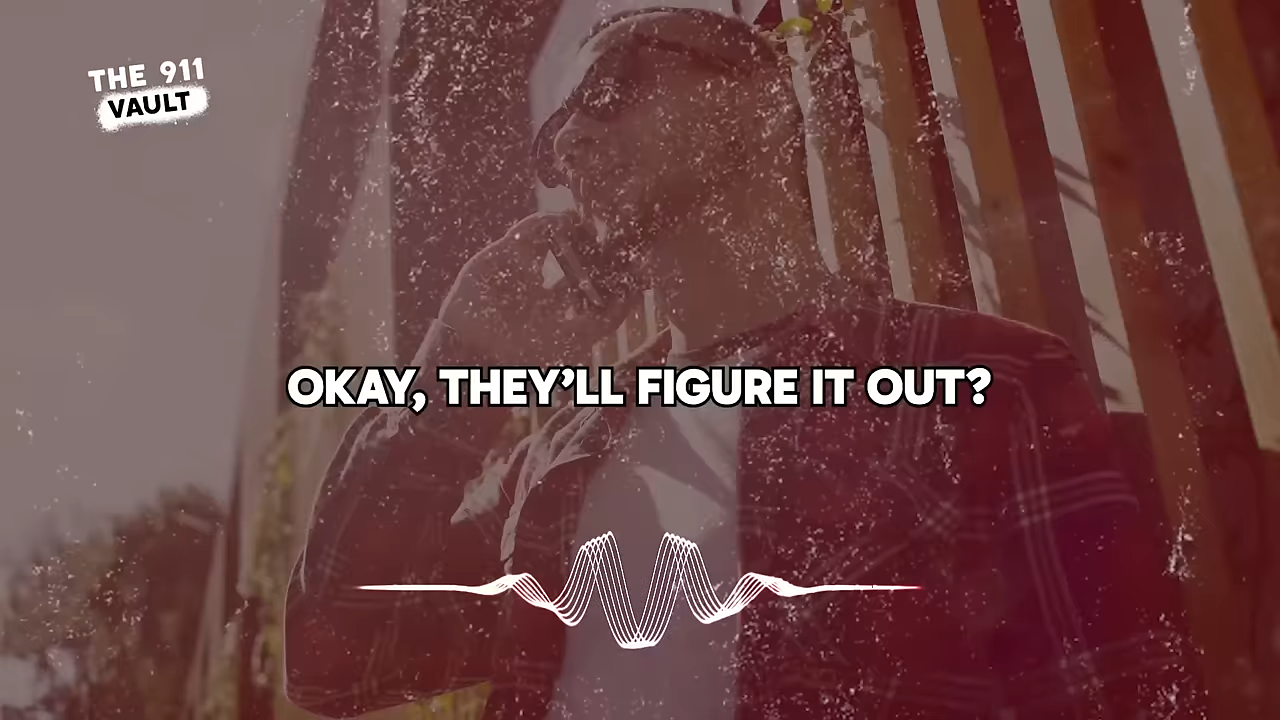 THE 911
VAULT
OKAY, THEY’LL FIGURE IT OUT?